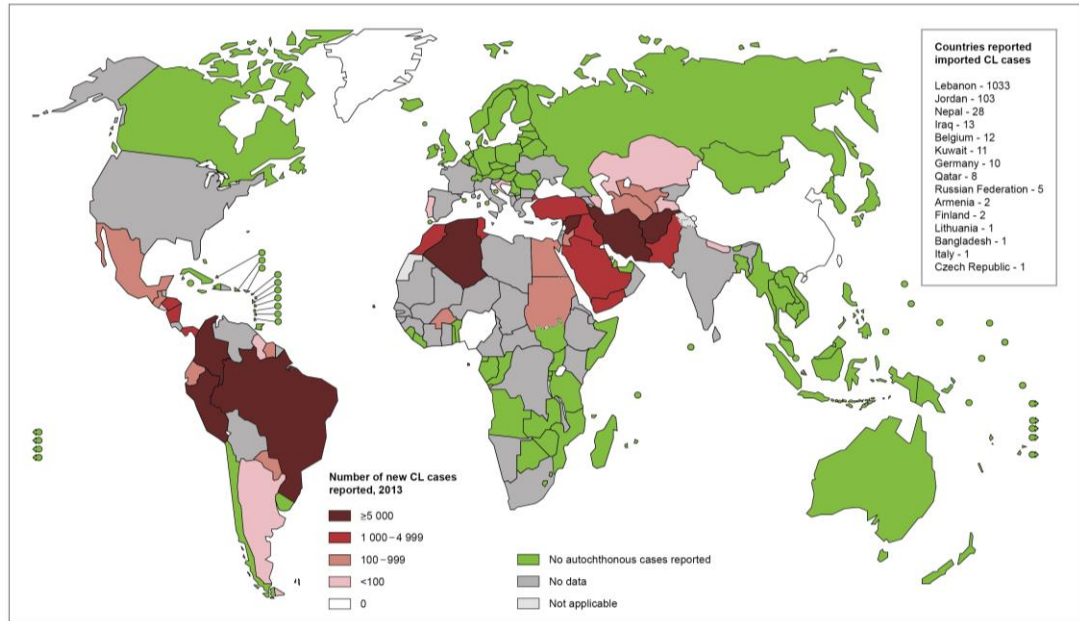 Countries reported
imported CL cases
Lebanon - 1033
Jordan - 103
Nepal - 28
Iraq - 13
Belgium - 12
Kuwait - 11
Germany - 10
Qatar - 8
Russian Federation - 5
Armenia - 2
Finland - 2
Lithuania - 1
Bangladesh - 1
Italy - 1
Czech Republic - 1
Number of new CL cases
reported, 2013
≥5 000
1 000 – 4 999
100 – 999
<100
0
No autochthonous cases reported
No data
Not applicable